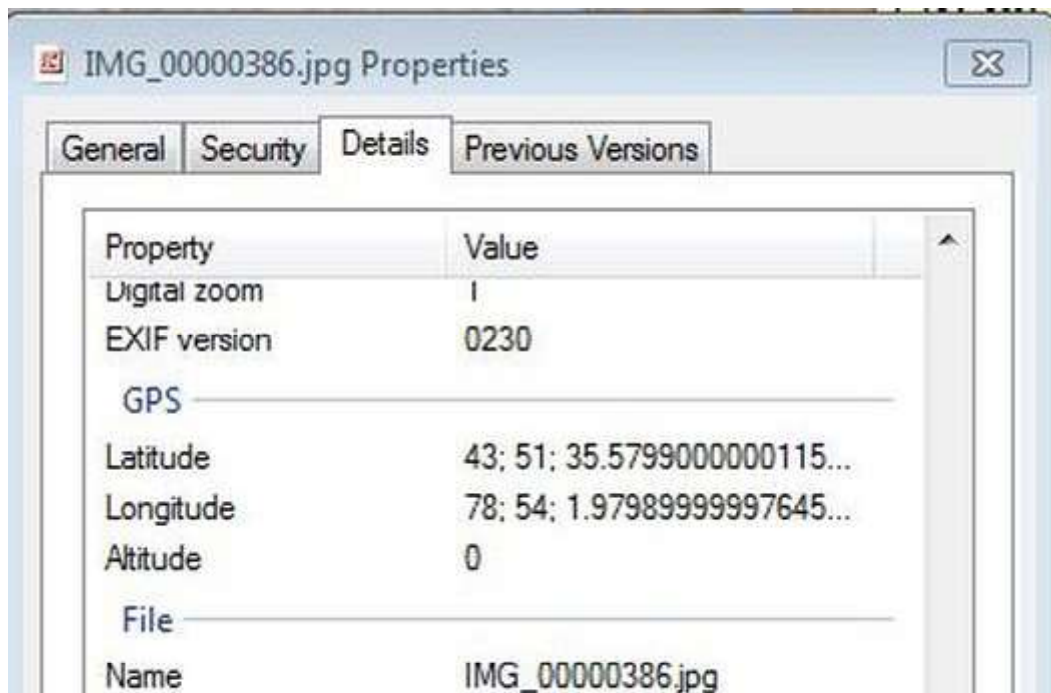 IMG_00000386.jpg Properties
General Security Details Previous Versions
Property Value
Digital zoom 1
EXIF version 0230
GPS
Latitude 43; 51; 35.5799000000115...
Longitude 78; 54; 1.97989999997645...
Altitude 0
File
Name IMG_00000386.jpg